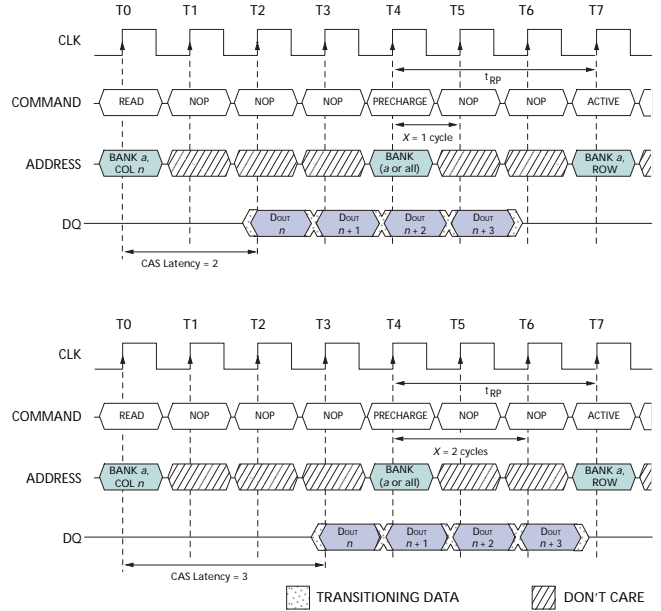 T0 T1 T2 T3 T4 T5 T6 T7
CLK
tRP
COMMAND READ NOP NOP NOP PRECHARGE NOP NOP ACTIVE
X = 1 cycle
ADDRESS BANK a, COL n BANK (a or all) BANK a, ROW
DQ DOUT n DOUT n + 1 DOUT n + 2 DOUT n + 3
CAS Latency = 2
T0 T1 T2 T3 T4 T5 T6 T7
CLK
tRP
COMMAND READ NOP NOP NOP PRECHARGE NOP NOP ACTIVE
X = 2 cycles
ADDRESS BANK a, COL n BANK (a or all) BANK a, ROW
DQ DOUT n DOUT n + 1 DOUT n + 2 DOUT n + 3
CAS Latency = 3
TRANSITIONING DATA DON'T CARE